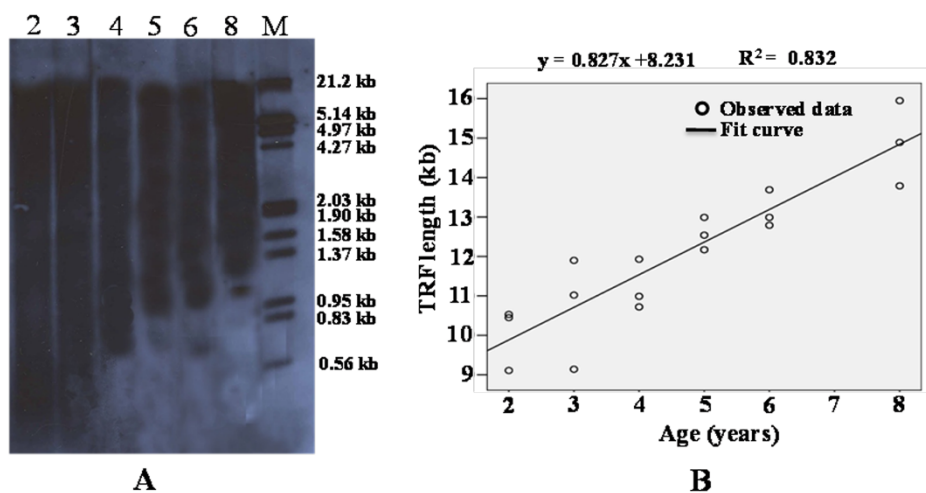 2 3 4 5 6 8 M
21.2 kb
5.14 kb
4.97 kb
4.27 kb
2.03 kb
1.90 kb
1.58 kb
1.37 kb
0.95 kb
0.83 kb
0.56 kb
A
y = 0.827x +8.231 R² = 0.832
Observed data
Fit curve
TRF length (kb)
16
15
14
13
12
11
10
9
2 3 4 5 6 7 8
Age (years)
B